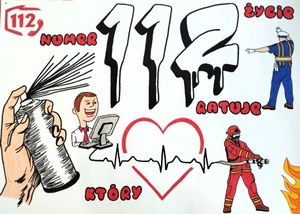 112
NUMER
112
ŻYCIE
RATUJE
KTÓRY